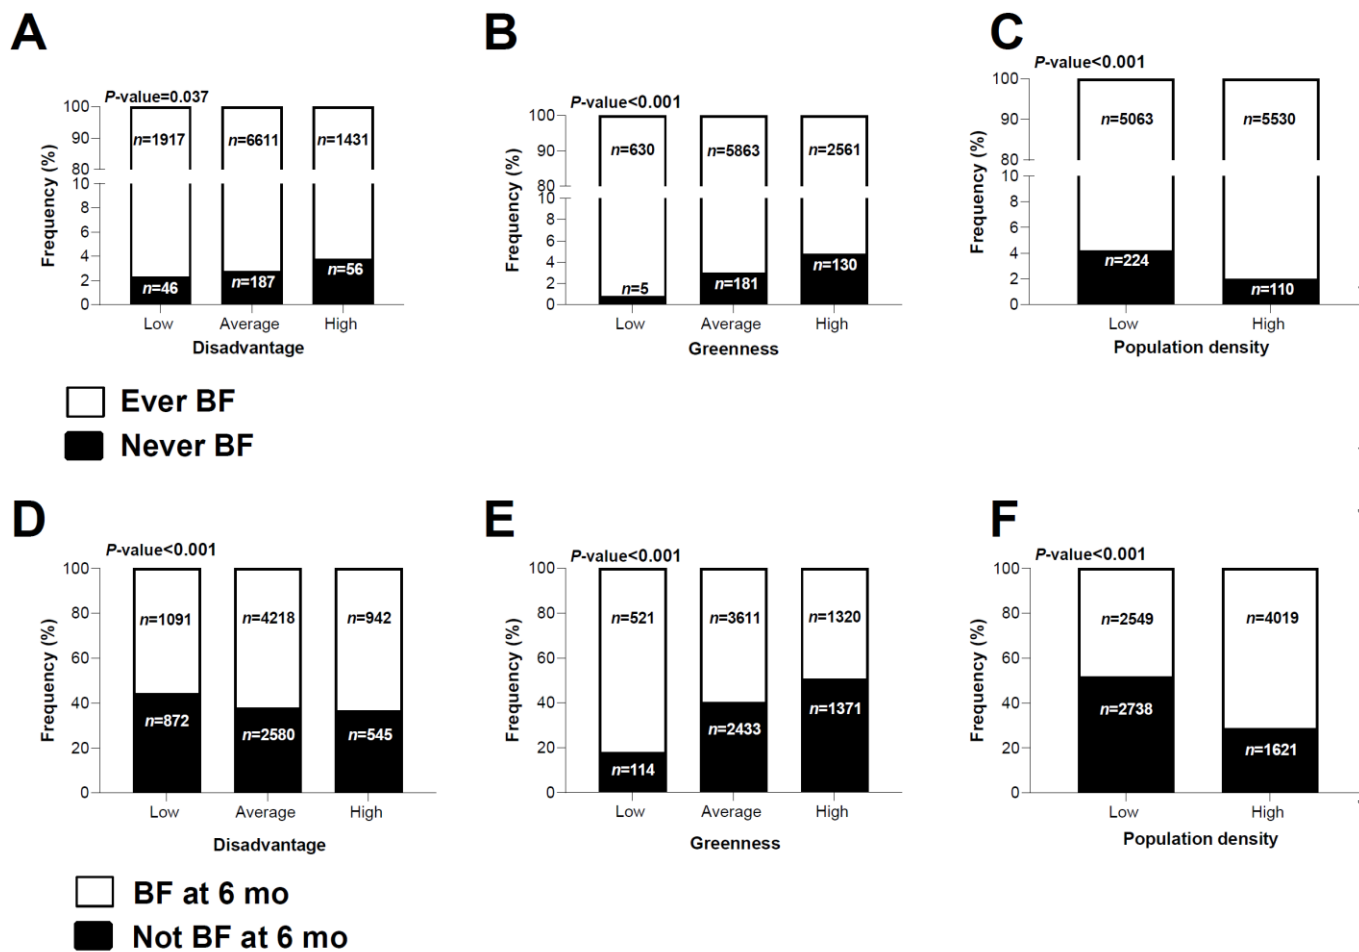 A
B
C
P-value=0.037
P-value<0.001
P-value<0.001
Frequency (%)
100
90
80
10
8
6
4
2
0
n=1917
n=6611
n=1431
n=46
n=187
n=56
Low
Average
High
Disadvantage
Frequency (%)
100
90
80
10
8
6
4
2
0
n=630
n=5863
n=2561
n=5
n=181
n=130
Low
Average
High
Greenness
Frequency (%)
100
90
80
10
8
6
4
2
0
n=5063
n=5530
n=224
n=110
Low
High
Population density
Ever BF
Never BF
D
E
F
P-value<0.001
P-value<0.001
P-value<0.001
Frequency (%)
100
80
60
40
20
0
n=1091
n=4218
n=942
n=872
n=2580
n=545
Low
Average
High
Disadvantage
Frequency (%)
100
80
60
40
20
0
n=521
n=3611
n=1320
n=114
n=2433
n=1371
Low
Average
High
Greenness
Frequency (%)
100
80
60
40
20
0
n=2549
n=4019
n=2738
n=1621
Low
High
Population density
BF at 6 mo
Not BF at 6 mo